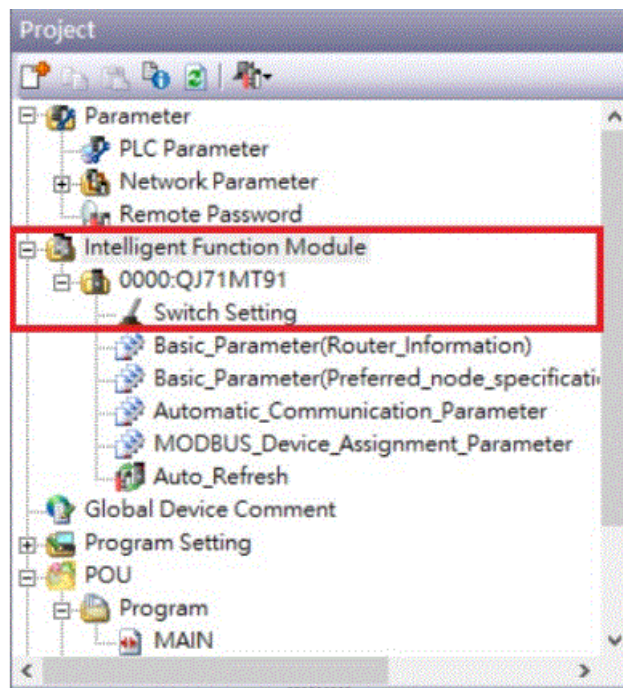 Project
Parameter
PLC Parameter
Network Parameter
Remote Password
Intelligent Function Module
0000:QJ71MT91
Switch Setting
Basic_Parameter(Router_Information)
Basic_Parameter(Preferred_node_specificati
Automatic_Communication_Parameter
MODBUS_Device_Assignment_Parameter
Auto_Refresh
Global Device Comment
Program Setting
POU
Program
MAIN